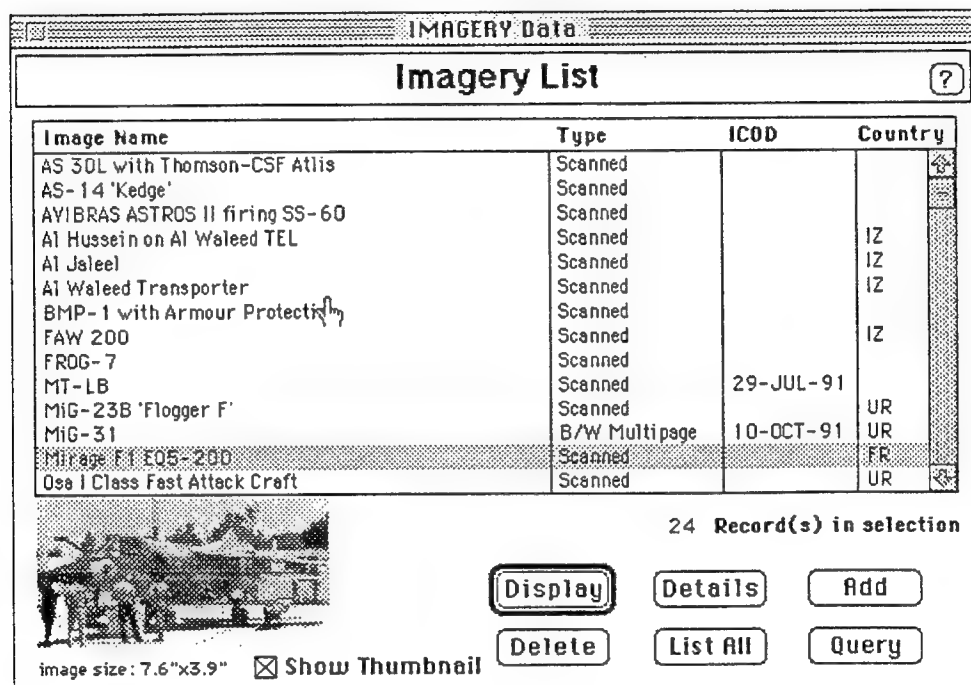 IMAGERY Data
Imagery List ?
Image Name Type ICOD Country
AS 30L with Thomson-CSF Atlis Scanned
AS-14 'Kedge' Scanned
AVIBRAS ASTROS II firing SS-60 Scanned
Al Hussein on Al Waleed TEL Scanned IZ
Al Jaleel Scanned IZ
Al Waleed Transporter Scanned IZ
BMP-1 with Armour Scanned
FAW 200 Scanned IZ
FROG-7 Scanned
MT-LB Scanned 29-JUL-91
MiG-23B 'Flogger F' Scanned UR
MiG-31 B/W Multipage 10-OCT-91 UR
Mirage F1 EQ5-200 Scanned FR
Osa I Class Fast Attack Craft Scanned UR
24 Record(s) in selection
Display Details Add
Delete List All Query
image size: 7.6"x3.9" Show Thumbnail